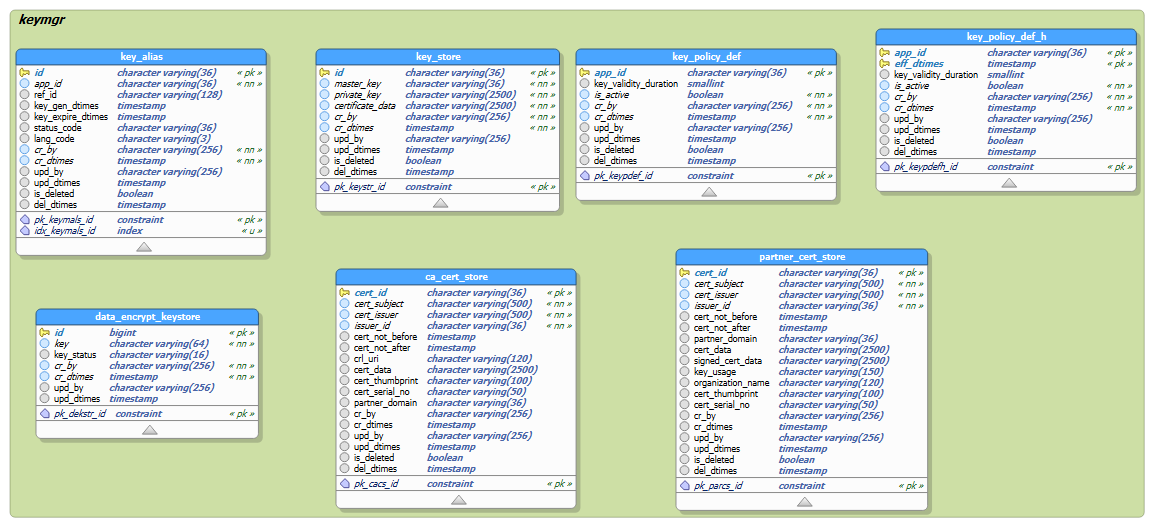 keymgr
key_alias
id character varying(36) « pk »
app_id character varying(36) « nn »
ref_id character varying(128)
key_gen_dtimes timestamp
key_expire_dtimes timestamp
status_code character varying(36)
lang_code character varying(3)
cr_by character varying(256) « nn »
cr_dtimes timestamp « nn »
upd_by character varying(256)
upd_dtimes timestamp
is_deleted boolean
del_dtimes timestamp
pk_keymals_id constraint « pk »
idx_keymals_id index « u »
key_store
id character varying(36) « pk »
master_key character varying(36) « nn »
private_key character varying(2500) « nn »
certificate_data character varying(2500) « nn »
cr_by character varying(256) « nn »
cr_dtimes timestamp « nn »
upd_by character varying(256)
upd_dtimes timestamp
is_deleted boolean
del_dtimes timestamp
pk_keystr_id constraint « pk »
key_policy_def
app_id character varying(36) « pk »
key_validity_duration smallint
is_active boolean « nn »
cr_by character varying(256) « nn »
cr_dtimes timestamp « nn »
upd_by character varying(256)
upd_dtimes timestamp
is_deleted boolean
del_dtimes timestamp
pk_keypdef_id constraint « pk »
key_policy_def_h
app_id character varying(36) « pk »
eff_dtimes timestamp « pk »
key_validity_duration smallint
is_active boolean « nn »
cr_by character varying(256) « nn »
cr_dtimes timestamp « nn »
upd_by character varying(256)
upd_dtimes timestamp
is_deleted boolean
del_dtimes timestamp
pk_keypdefh_id constraint « pk »
data_encrypt_keystore
id bigint « pk »
key character varying(64) « nn »
key_status character varying(16)
cr_by character varying(256) « nn »
cr_dtimes timestamp « nn »
upd_by character varying(256)
upd_dtimes timestamp
pk_dekstr_id constraint « pk »
ca_cert_store
cert_id character varying(36) « pk »
cert_subject character varying(500) « nn »
cert_issuer character varying(500) « nn »
issuer_id character varying(36) « nn »
cert_not_before timestamp
cert_not_after timestamp
crl_uri character varying(120)
cert_data character varying(2500)
cert_thumbprint character varying(100)
cert_serial_no character varying(50)
partner_domain character varying(36)
cr_by character varying(256)
cr_dtimes timestamp
upd_by character varying(256)
upd_dtimes timestamp
is_deleted boolean
del_dtimes timestamp
pk_cacs_id constraint « pk »
partner_cert_store
cert_id character varying(36) « pk »
cert_subject character varying(500) « nn »
cert_issuer character varying(500) « nn »
issuer_id character varying(36) « nn »
cert_not_before timestamp
cert_not_after timestamp
partner_domain character varying(36)
cert_data character varying(2500)
signed_cert_data character varying(2500)
key_usage character varying(150)
organization_name character varying(120)
cert_thumbprint character varying(100)
cert_serial_no character varying(50)
cr_by character varying(256)
cr_dtimes timestamp
upd_by character varying(256)
upd_dtimes timestamp
is_deleted boolean
del_dtimes timestamp
pk_parcs_id constraint « pk »